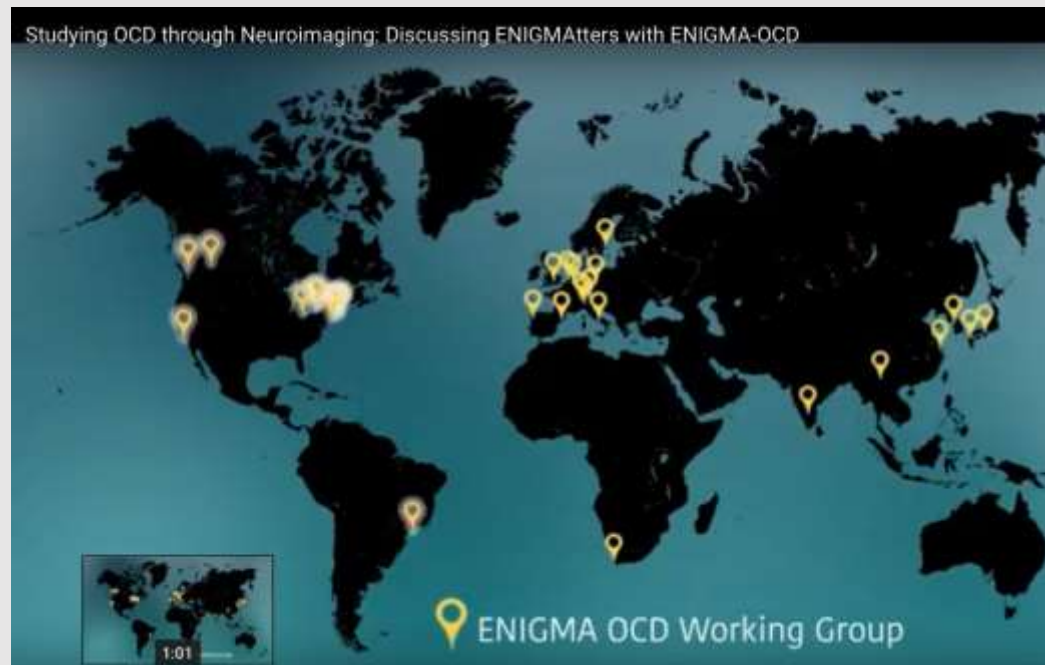 Studying OCD through Neuroimaging: Discussing ENIGMAtters with ENIGMA-OCD
ENIGMA OCD Working Group
1:01